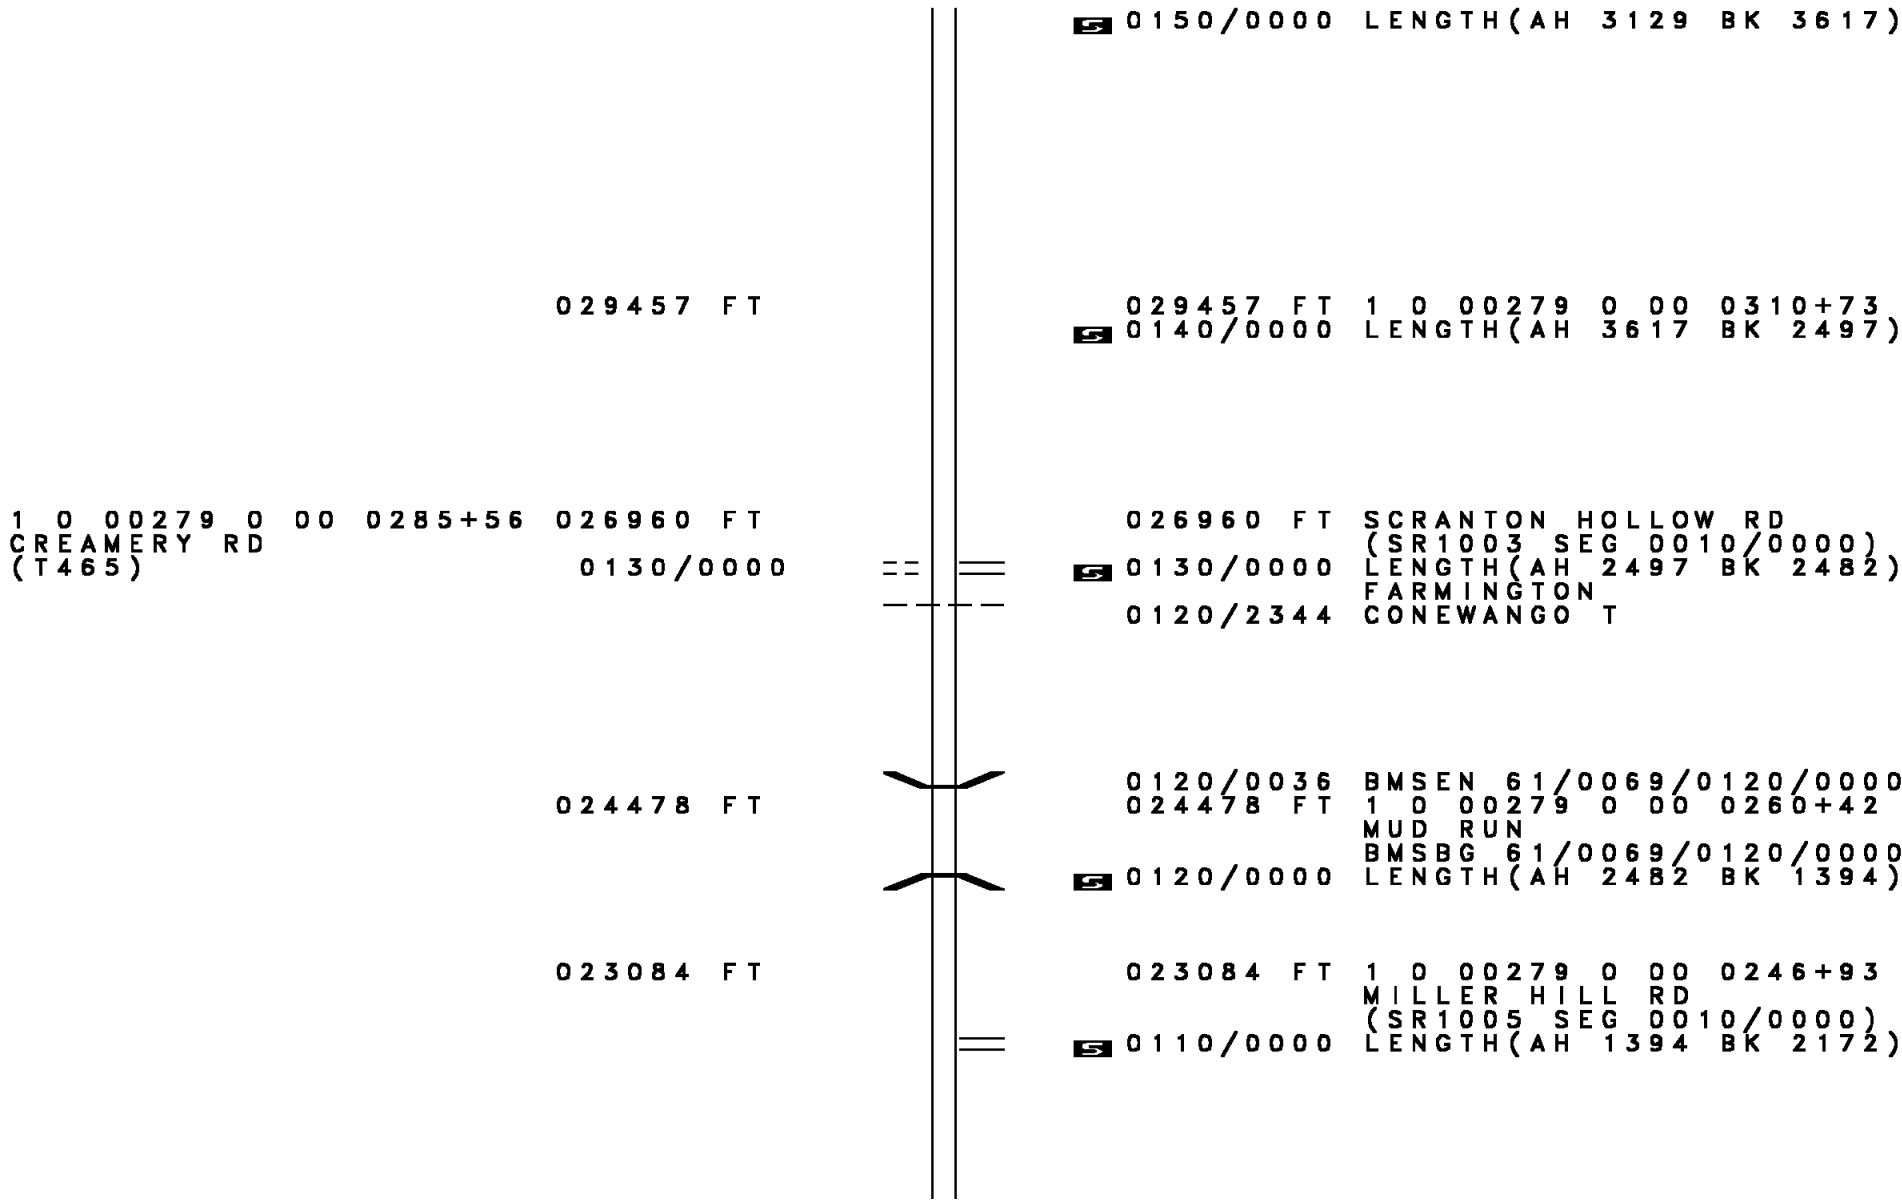 S 0150/0000 LENGTH(AH 3129 BK 3617)
029457 FT 029457 FT 1 0 00279 0 00 0310+73
S 0140/0000 LENGTH(AH 3617 BK 2497)
1 0 00279 0 00 0285+56 026960 FT 026960 FT SCRANTON HOLLOW RD
CREAMERY RD (SR1003 SEG 0010/0000)
(T465) 0130/0000 S 0130/0000 LENGTH(AH 2497 BK 2482)
FARMINGTON
0120/2344 CONEWANGO T
0120/0036 BMSEN 61/0069/0120/0000
024478 FT 024478 FT 1 0 00279 0 00 0260+42
MUD RUN
BMSBG 61/0069/0120/0000
S 0120/0000 LENGTH(AH 2482 BK 1394)
023084 FT 023084 FT 1 0 00279 0 00 0246+93
MILLER HILL RD
(SR1005 SEG 0010/0000)
S 0110/0000 LENGTH(AH 1394 BK 2172)